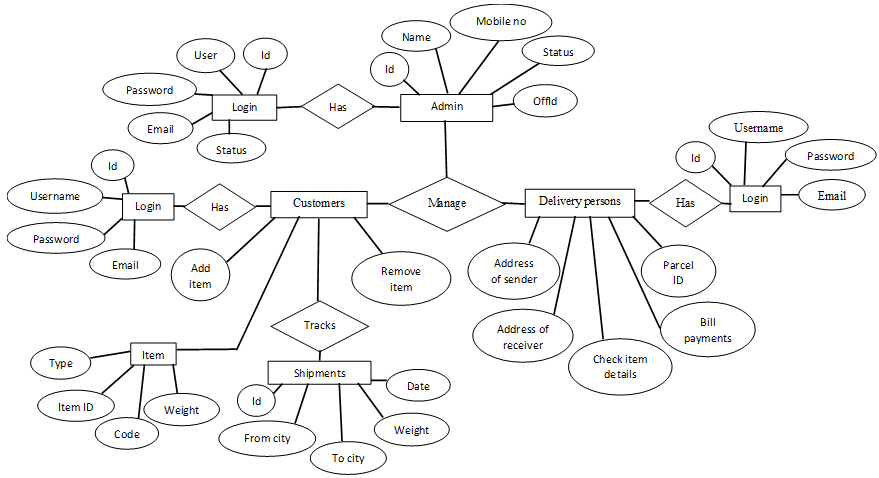 Mobile no
Name
Status
User
Id
Id
Password
Login
Has
Admin
OffId
Email
Status
Username
Id
Id
Password
Username
Login
Has
Customers
Manage
Delivery persons
Has
Login
Email
Password
Email
Add
item
Remove
item
Address
of sender
Parcel
ID
Tracks
Address of
receiver
Bill
payments
Type
Item
Check item
details
Shipments
Date
Item ID
Weight
Id
Code
From city
Weight
To city